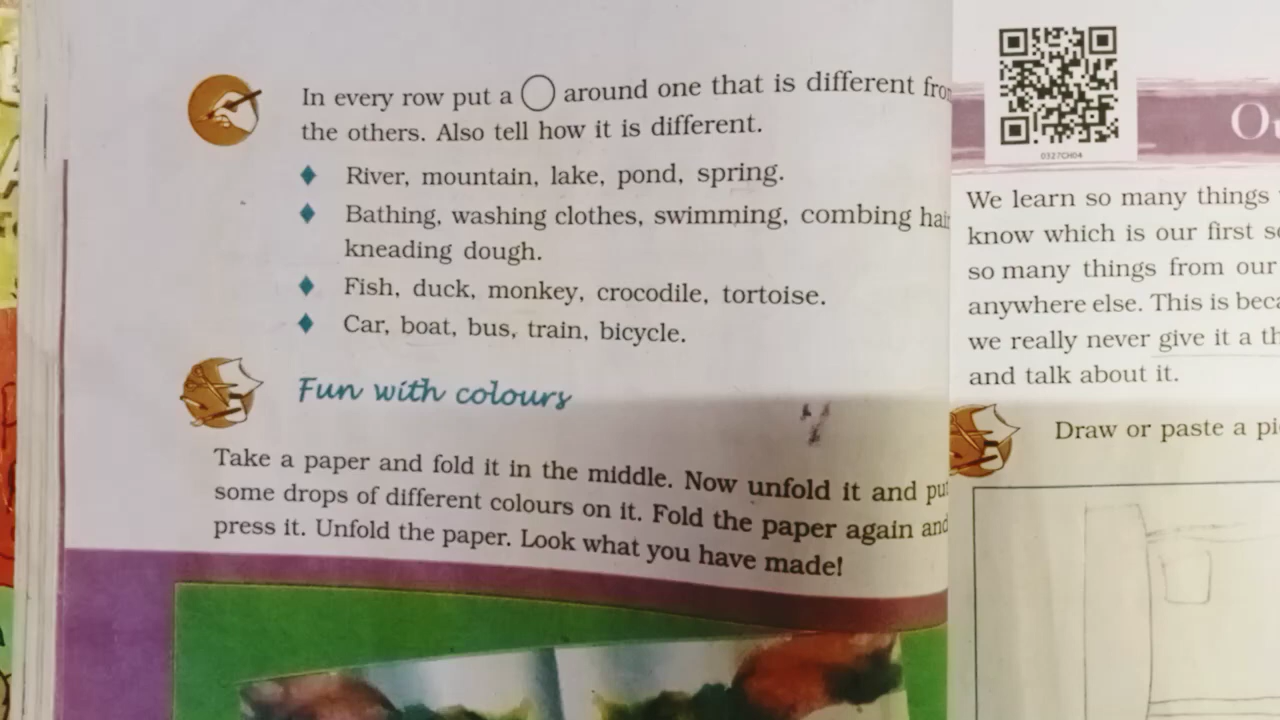 In every row put a around one that is different
the others. Also tell how it is different.
River, mountain, lake, pond, spring.
Bathing, washing clothes, swimming, combing
kneading dough.
Fish, duck, monkey, crocodile, tortoise.
Car, boat, bus, train, bicycle.
Fun with colours
Take a paper and fold it in the middle. Now unfold it and
some drops of different colours on it. Fold the paper again and
press it. Unfold the paper. Look what you have made!
0327CH04
We learn so many things
know which is our first
so many things from our
anywhere else. This is
we really never give it a
and talk about it.
Draw or paste a